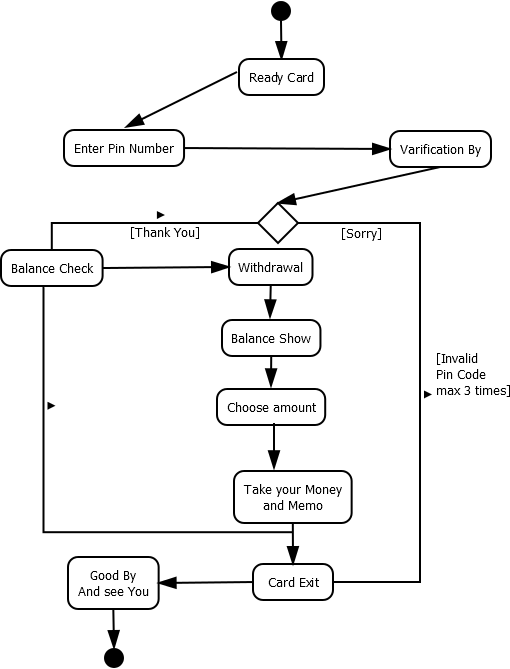 Ready Card
Enter Pin Number
Varification By
[Thank You]
[Sorry]
Balance Check
Withdrawal
Balance Show
[Invalid
Pin Code
max 3 times]
Choose amount
Take your Money
and Memo
Good By
And see You
Card Exit